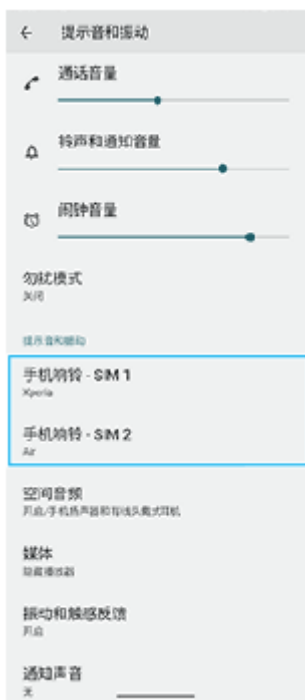 提示音和振动
通话音量
铃声和通知音量
闹钟音量
勿扰模式
关闭
提示音和振动
手机响铃 - SIM 1
Xperia
手机响铃 - SIM 2
Air
空间音频
开启/手机扬声器和有线头戴式耳机
媒体
隐藏播放器
振动和触感反馈
开启
通知声音
无